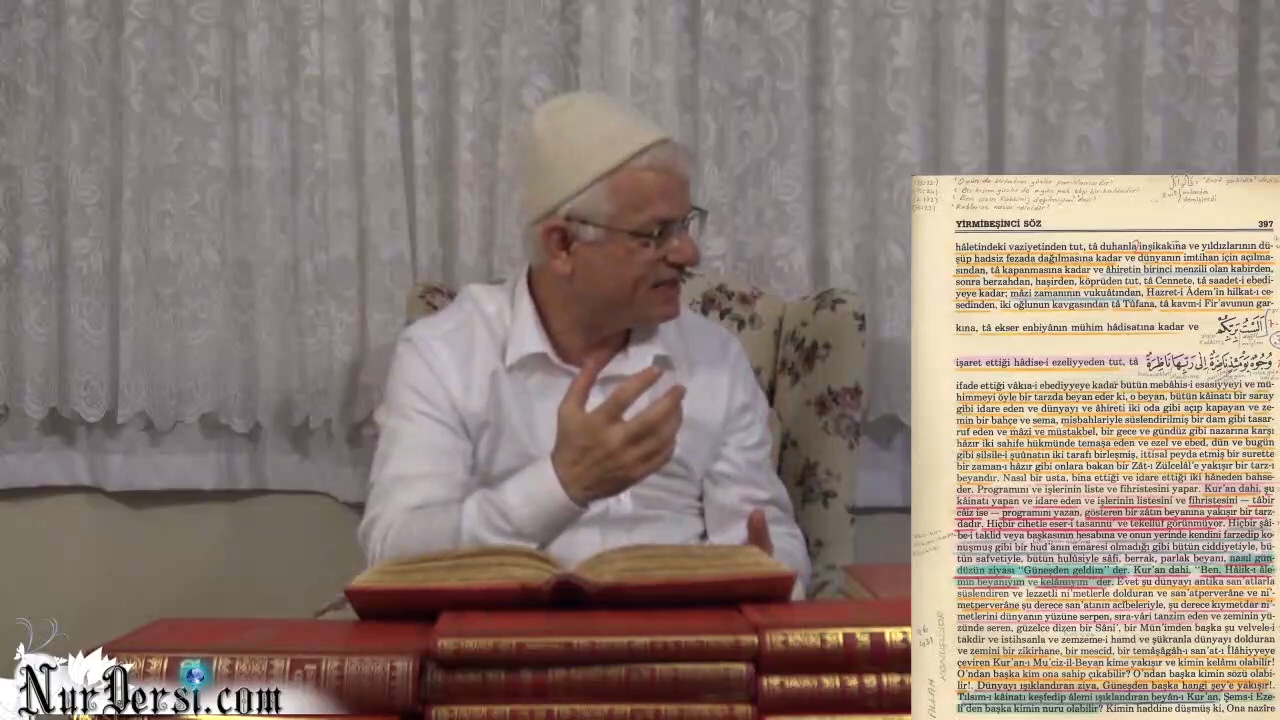 YİRMİBEŞİNCİ SÖZ 397
hâletindeki vaziyetinden tut, tâ duhanla inşikakına ve yıldızlarının dü-
şüp hadsiz fezada dağılmasına kadar ve dünyanın imtihan için açılma-
sından, tâ kapanmasına kadar ve âhiretin birinci menzili olan kabirden,
sonra berzahdan, haşirden, köprüden tut, tâ Cennete, tâ saadet-i ebedi-
yeye kadar; mâzi zamanının vukuâtından, Hazret-i Âdem'in hilkat-ı ce-
sedinden, iki oğlunun kavgasından tâ Tûfana, tâ kavm-i Fir'avunun gar-
kına, tâ ekser enbiyânın mühim hâdisatına kadar ve
işaret ettiği hâdise-i ezeliyyeden tut, tâ
ifade ettiği vâkıa-i ebediyyeye kadar bütün mebâhis-i esasiyyeyi ve mü-
himmeyi öyle bir tarzda beyan eder ki, o beyan, bütün kâinatı bir saray
gibi idare eden ve dünyayı ve âhireti iki oda gibi açıp kapayan ve ze-
min bir bahçe ve sema, misbahlariyle süslendirilmiş bir dam gibi tasar-
ruf eden ve mâzi ve müstakbel, bir gece ve gündüz gibi nazarına karşı
hâzır iki sahife hükmünde temaşa eden ve ezel ve ebed, dün ve bugün
gibi silsile-i şuûnatın iki tarafı birleşmiş, ittisal peyda etmiş bir surette
bir zaman-ı hâzır gibi onlara bakan bir Zât-ı Zülcelâl'e yakışır bir tarz-ı
beyandır. Nasıl bir usta, bina ettiği ve idare ettiği iki hâneden bahse-
der. Programını ve işlerinin liste ve fihristesini yapar. Kur'an dahi, şu
kâinatı yapan ve idare eden ve işlerinin listesini ve fihristesini — tâbir
câiz ise — programını yazan, gösteren bir zâtın beyanına yakışır bir tarz-
dadır. Hiçbir cihetle eser-i tasannu' ve tekellüf görünmüyor. Hiçbir şâi-
be-i taklid veya başkasının hesabına ve onun yerinde kendini farzedip ko-
nuşmuş gibi bir hud'anın emaresi olmadığı gibi bütün ciddiyetiyle, bü-
tün safvetiyle, bütün hulûsiyle sâfi, berrak, parlak beyanı, nasıl gün-
düzün ziyası "Güneşden geldim" der. Kur'an dahi, "Ben, Hâlik-ı âle-
min beyanıyım ve kelâmıyım" der. Evet şu dünyayı antika san'atlarla
süslendiren ve lezzetli ni'metlerle dolduran ve san'atperverâne ve ni'-
metperverâne şu derece san'atının acîbeleriyle, şu derece kıymetdar ni'-
metlerini dünyanın yüzüne serpen, sıra-vâri tanzim eden ve zeminin yü-
zünde seren, güzelce dizen bir Sâni', bir Mün'imden başka şu velvele-i
takdir ve istihsanla ve zemzeme-i hamd ve şükranla dünyayı dolduran
ve zemini bir zikirhane, bir mescid, bir temâşâgâh-ı san'at-ı İlâhiyyeye
çeviren Kur'an-ı Mu'ciz-il-Beyan kime yakışır ve kimin kelâmı olabilir!
O'ndan başka kim ona sahip çıkabilir? O'ndan başka kimin sözü olabi-
lir!. Dünyayı ışıklandıran ziya, Güneşden başka hangi şey'e yakışır!.
Tılsım-ı kâinatı keşfedip âlemi ışıklandıran beyân-ı Kur'an, Şems-i Eze-
lî'den başka kimin nuru olabilir? Kimin haddine düşmüş ki, Ona nazire
NurDersi.com